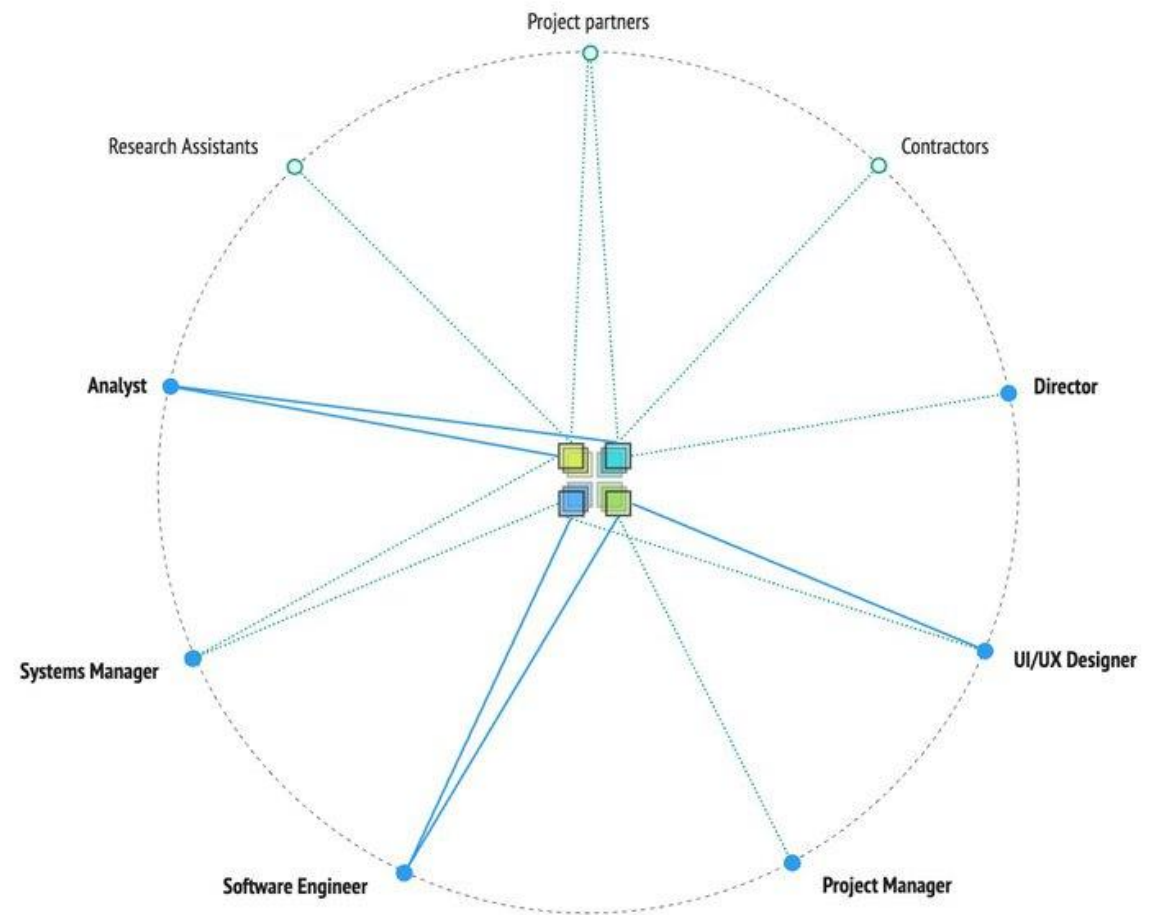 Project partners
Research Assistants
Contractors
Analyst
Director
Systems Manager
UI/UX Designer
Software Engineer
Project Manager